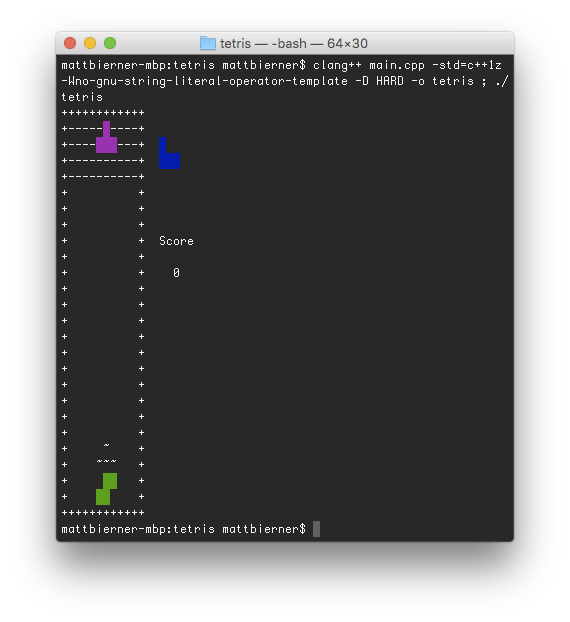 tetris — -bash — 64×30
mattbierner-mbp:tetris mattbierner$ clang++ main.cpp -std=c++1z
-Wno-gnu-string-literal-operator-template -D HARD -o tetris ; ./
tetris
++++++++++++
+----- ----+
+----   ---+
+----------+
+----------+
+          +
+          +
+          +
+          +  Score
+          +
+          +    0
+          +
+          +
+          +
+          +
+          +
+          +
+          +
+          +
+          +
+          +
+     ~    +
+    ~~~   +
+          +
+          +
++++++++++++
mattbierner-mbp:tetris mattbierner$